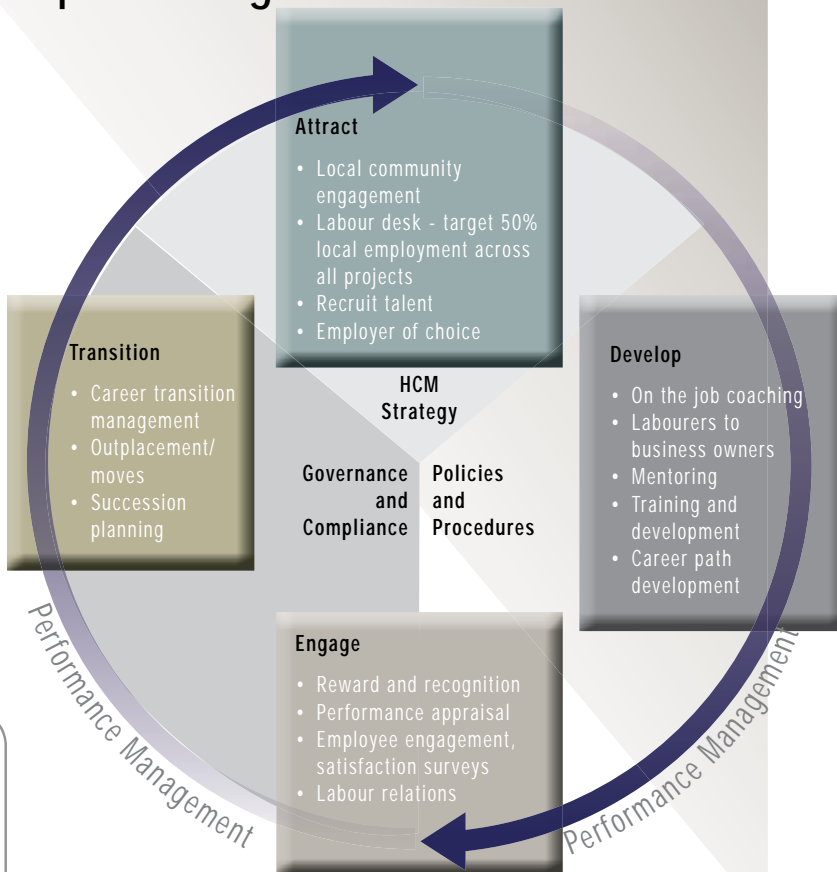 Attract
• Local community
engagement
• Labour desk - target 50%
local employment across
all projects
• Recruit talent
• Employer of choice
Transition
• Career transition
management
• Outplacement/
moves
• Succession
planning
Develop
• On the job coaching
• Labourers to
business owners
• Mentoring
• Training and
development
• Career path
development
HCM
Strategy
Governance
and
Compliance
Policies
and
Procedures
Engage
• Reward and recognition
• Performance appraisal
• Employee engagement,
satisfaction surveys
• Labour relations
Performance Management
Performance Management